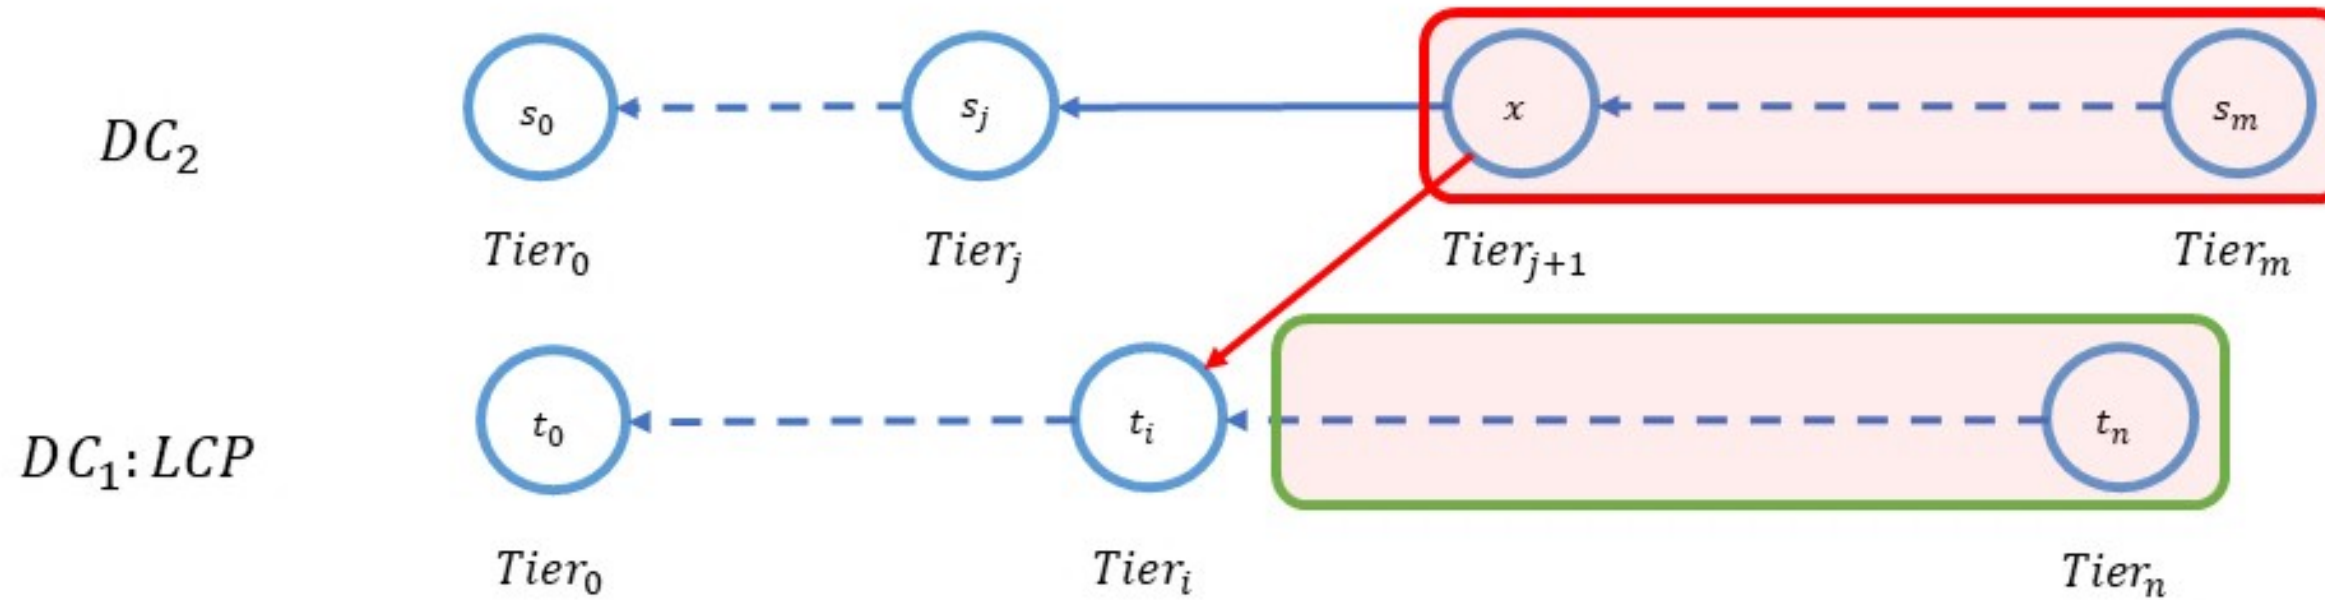 DC₂ s₀ sⱼ x sₘ
Tier₀ Tierⱼ Tierⱼ₊₁ Tierₘ
DC₁: LCP t₀ tᵢ tₙ
Tier₀ Tierᵢ Tierₙ